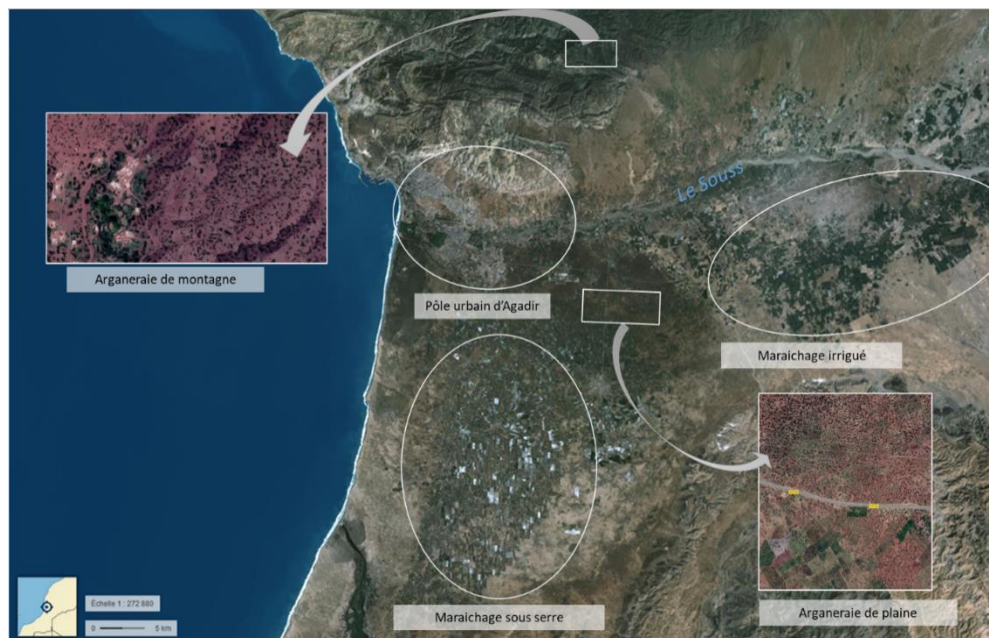 Le Souss
Arganeraie de montagne
Pôle urbain d'Agadir
Maraichage irrigué
Maraichage sous serre
Arganeraie de plaine
Échelle 1 : 272 880
0 5 km